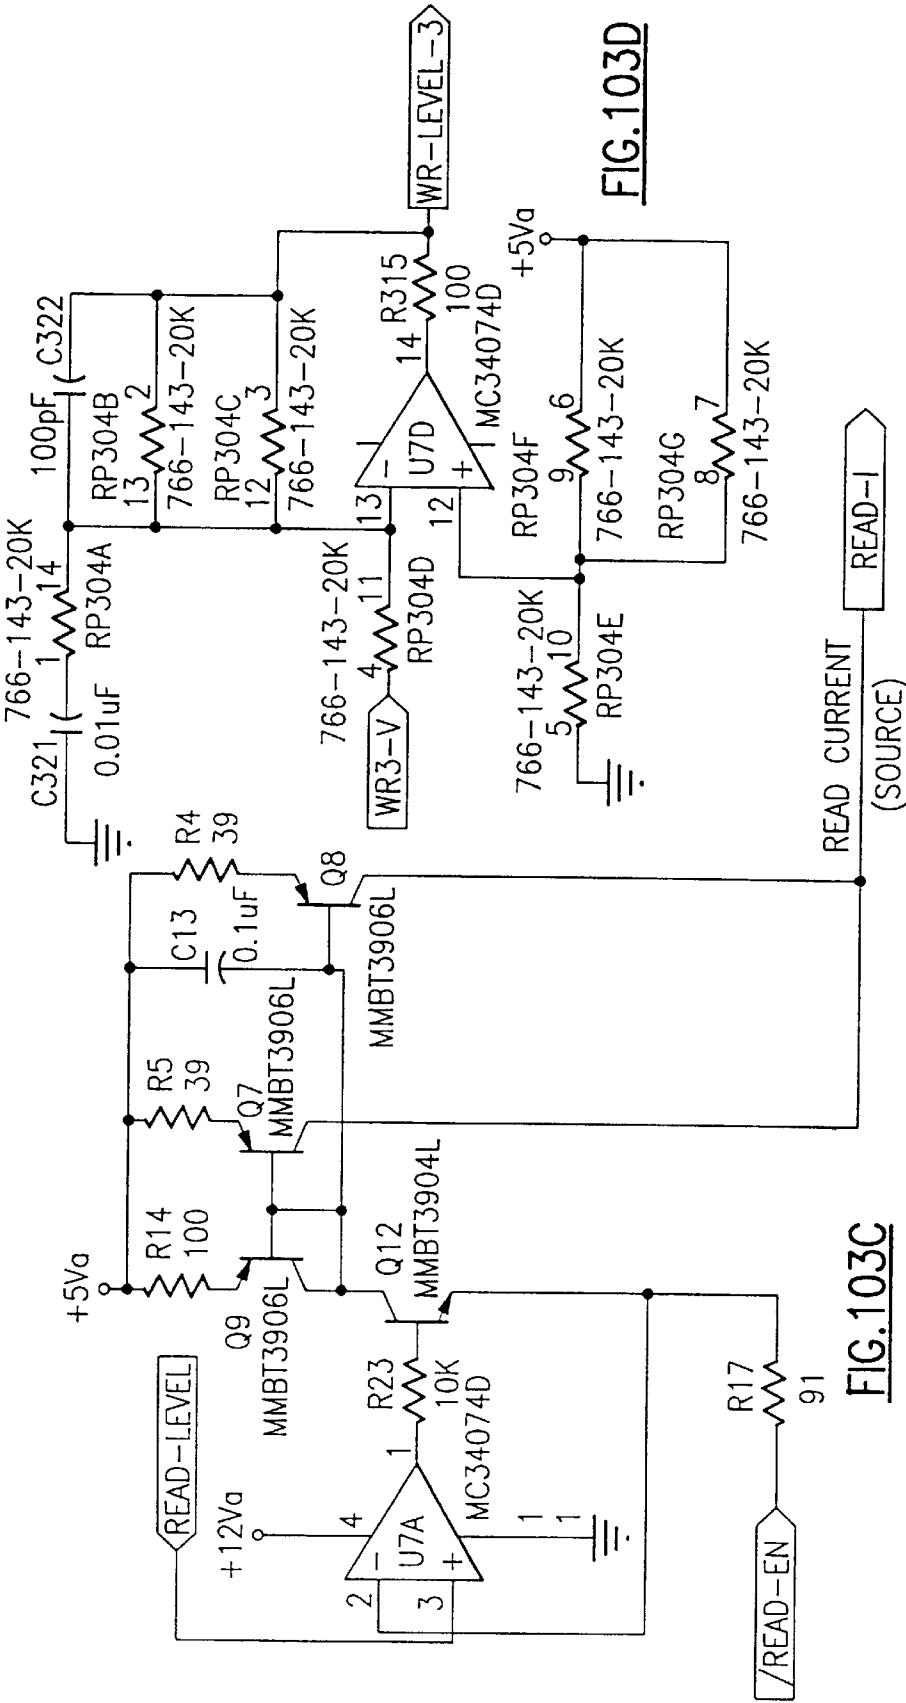 READ-LEVEL
+12Va
4
2
3
U7A
-
+
1
11
MC34074D
R23
10K
+5Va
R14
100
Q9
MMBT3906L
R5
39
Q7
MMBT3906L
C13
0.1uF
R4
39
Q8
MMBT3906L
Q12
MMBT3904L
R17
91
/READ-EN
READ CURRENT
(SOURCE)
READ-I
FIG.103C
C321
0.01uF
766-143-20K
1
14
RP304A
100pF
C322
RP304B
13
2
766-143-20K
RP304C
12
3
766-143-20K
WR3-V
766-143-20K
4
11
RP304D
13
12
U7D
-
+
14
MC34074D
R315
100
WR-LEVEL-3
766-143-20K
5
10
RP304E
RP304F
9
6
766-143-20K
RP304G
8
7
766-143-20K
+5Va
FIG.103D